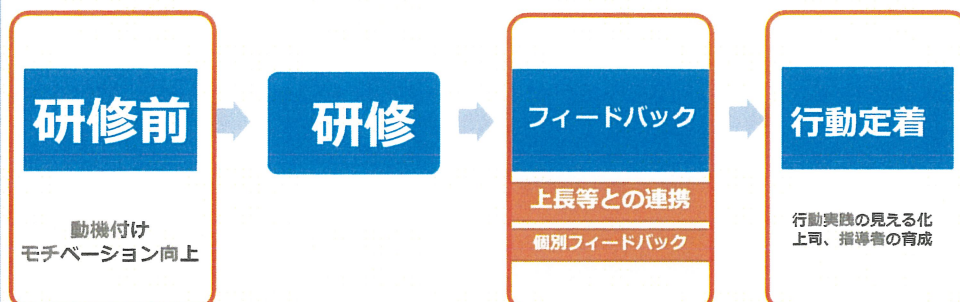 研修前
動機付け
モチベーション向上
研修
フィードバック
上長等との連携
個別フィードバック
行動定着
行動実践の見える化
上司、指導者の育成